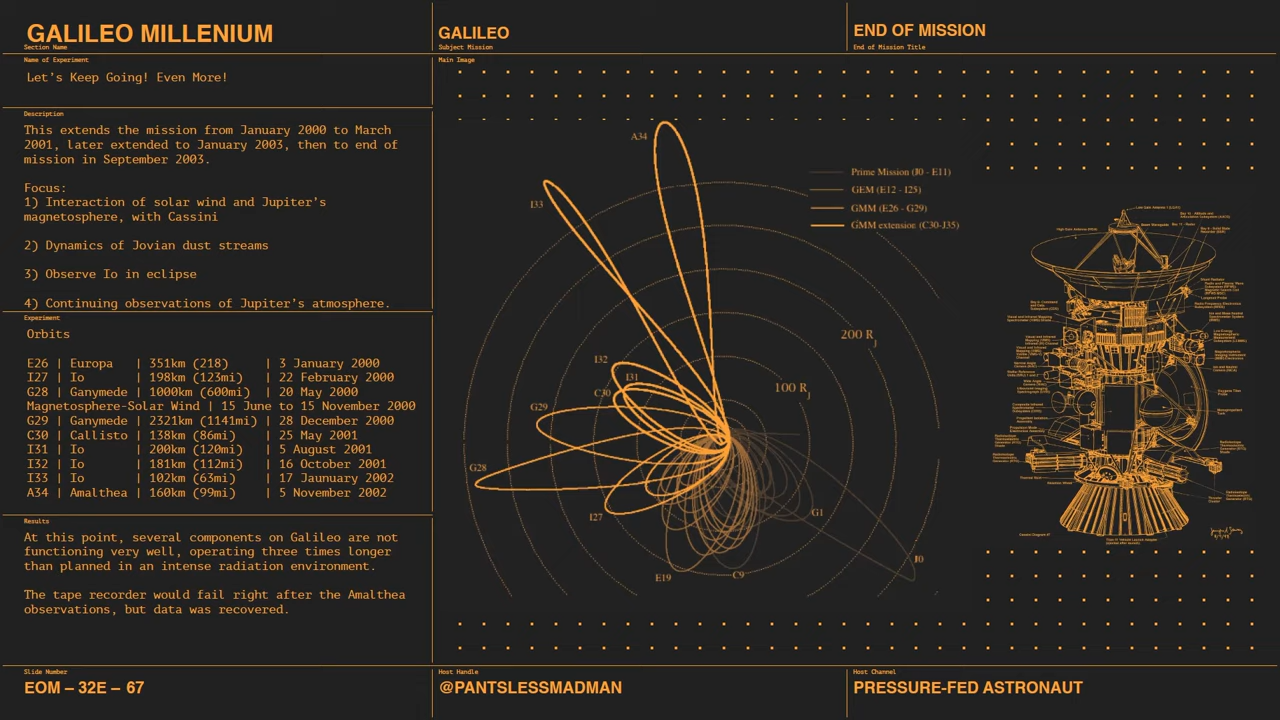 GALILEO MILLENIUM
Section Name
GALILEO
Subject Mission
END OF MISSION
End of Mission Title
Name of Experiment
Let's Keep Going! Even More!
Main Image
Description
This extends the mission from January 2000 to March
2001, later extended to January 2003, then to end of
mission in September 2003.
Focus:
1) Interaction of solar wind and Jupiter's
magnetosphere, with Cassini
2) Dynamics of Jovian dust streams
3) Observe Io in eclipse
4) Continuing observations of Jupiter's atmosphere.
Experiment
Orbits
E26 | Europa | 351km (218) | 3 January 2000
I27 | Io | 198km (123mi) | 22 February 2000
G28 | Ganymede | 1000km (600mi) | 20 May 2000
Magnetosphere-Solar Wind | 15 June to 15 November 2000
G29 | Ganymede | 2321km (1141mi) | 28 December 2000
C30 | Callisto | 138km (86mi) | 25 May 2001
I31 | Io | 200km (120mi) | 5 August 2001
I32 | Io | 181km (112mi) | 16 October 2001
I33 | Io | 102km (63mi) | 17 Jaunuary 2002
A34 | Amalthea | 160km (99mi) | 5 November 2002
Results
At this point, several components on Galileo are not
functioning very well, operating three times longer
than planned in an intense radiation environment.
The tape recorder would fail right after the Amalthea
observations, but data was recovered.
A34
I33
Prime Mission (J0 - E11)
GEM (E12 - I25)
GMM (E26 - G29)
GMM extension (C30-J35)
200 RJ
100 RJ
I32
I31
C30
G29
G28
I27
E19
C9
G1
J0
Slide Number
EOM – 32E – 67
Host Handle
@PANTSLESSMADMAN
Host Channel
PRESSURE-FED ASTRONAUT